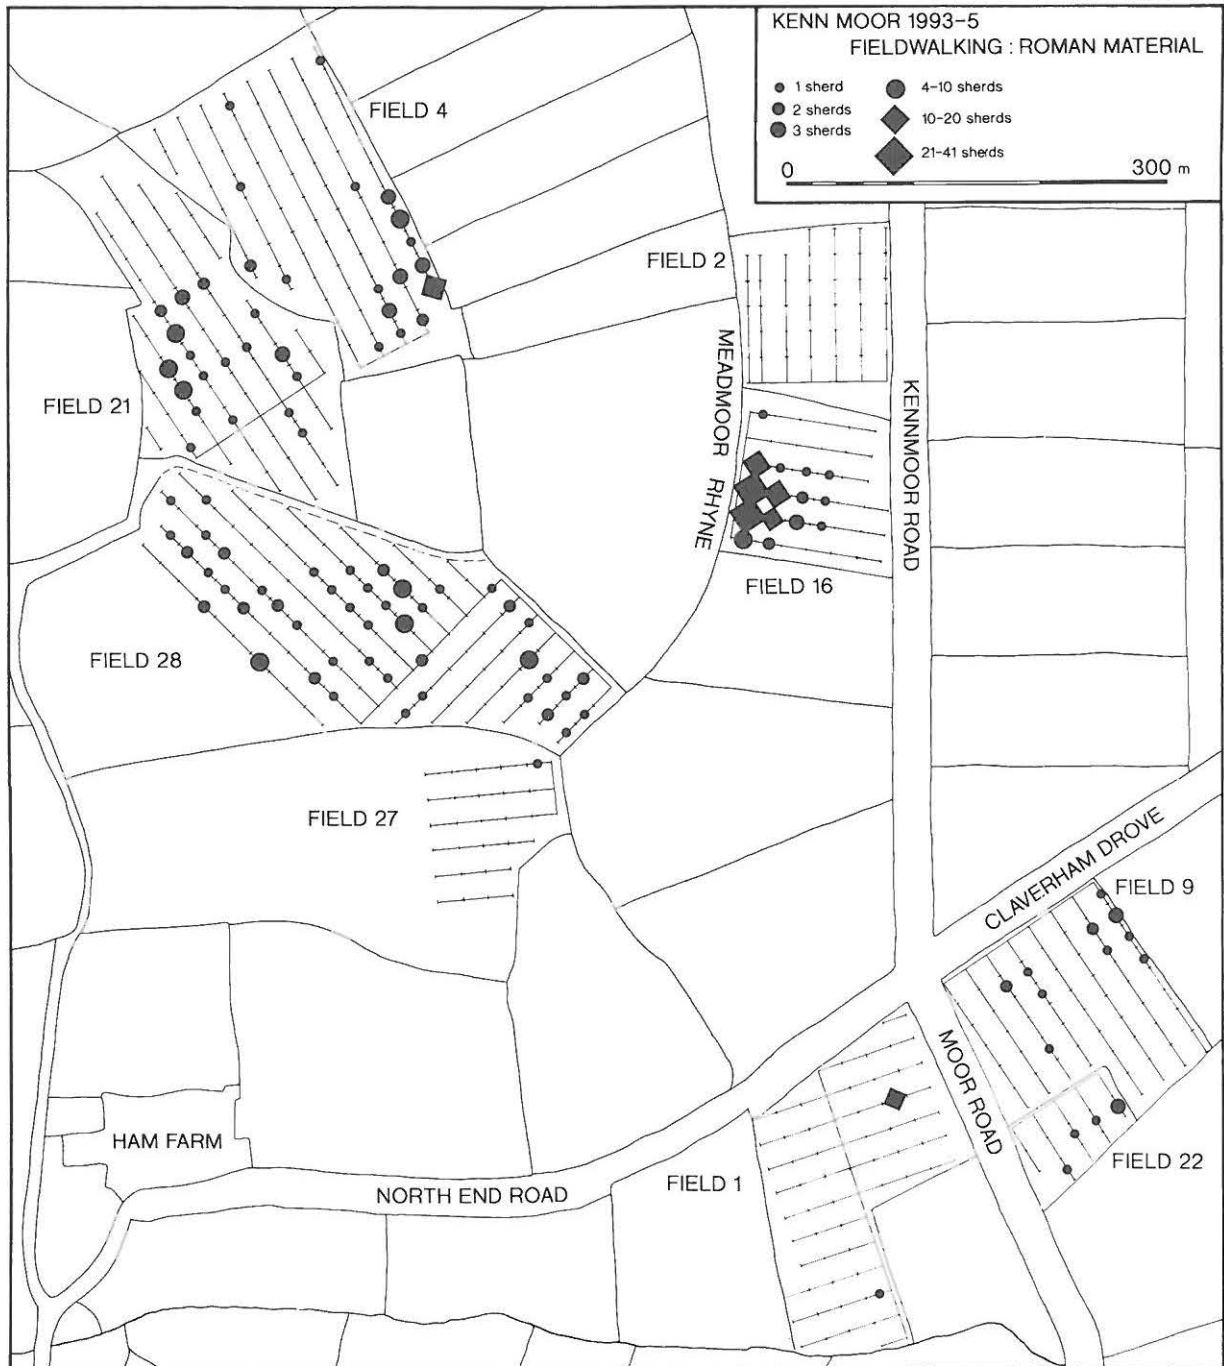 KENN MOOR 1993-5
FIELDWALKING : ROMAN MATERIAL
1 sherd
2 sherds
3 sherds
4-10 sherds
10-20 sherds
21-41 sherds
0 300 m
FIELD 4
FIELD 2
FIELD 21
MEADMOOR RHYNE
KENNMOOR ROAD
FIELD 16
FIELD 28
FIELD 27
CLAVERHAM DROVE
FIELD 9
MOOR ROAD
HAM FARM
FIELD 22
FIELD 1
NORTH END ROAD